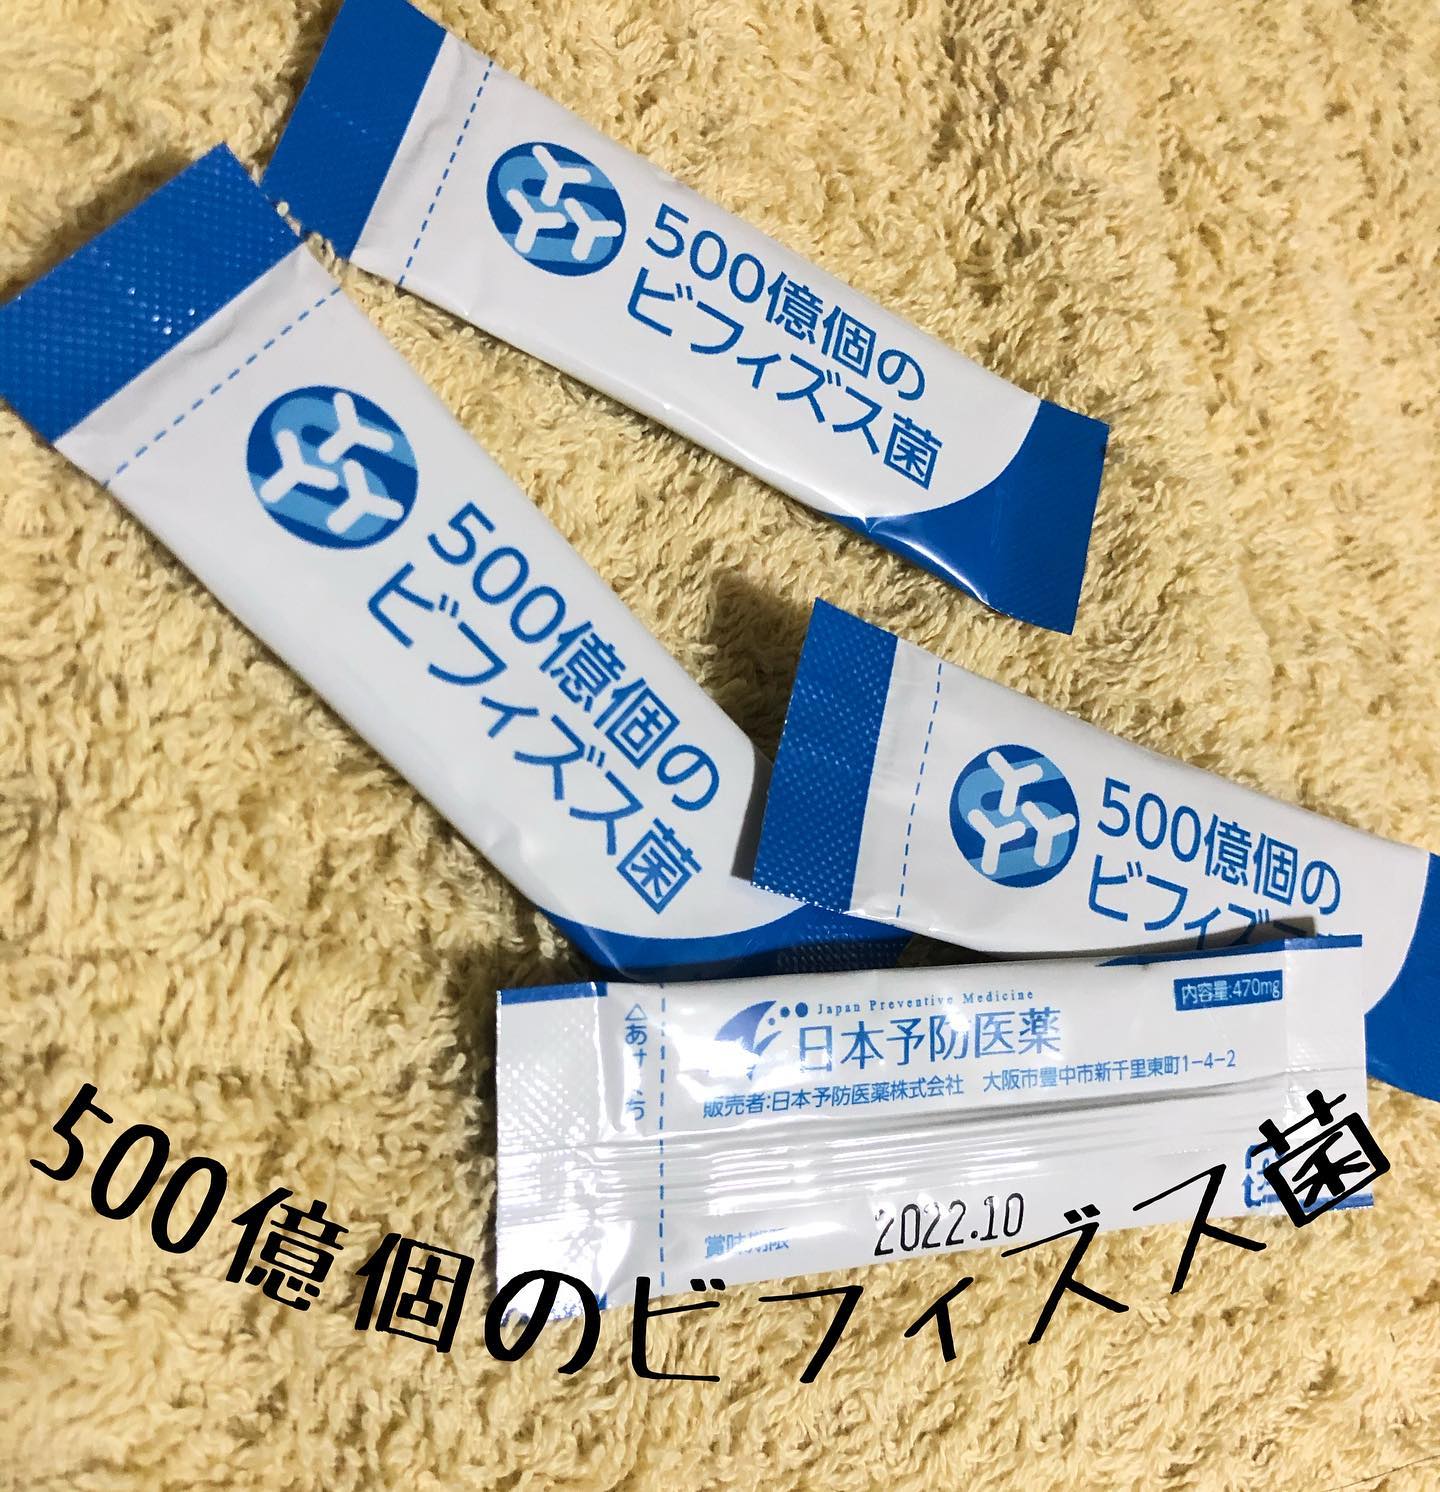 500億個の
ビフィズス菌
500億個の
ビフィズス菌
500億個の
ビフィズ
Japan Preventive Medicine
日本予防医薬
内容量:470mg
販売者:日本予防医薬株式会社 大阪市豊中市新千里東町1-4-2
賞味期限 2022.10
500億個のビフィズス菌